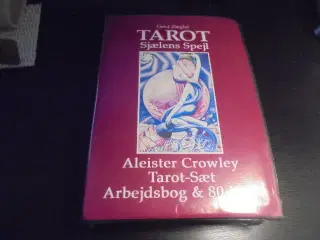 Gerd Ziegler
TAROT
Sjælens Spejl
Aleister Crowley
Tarot-Sæt
Arbejdsbog & 80